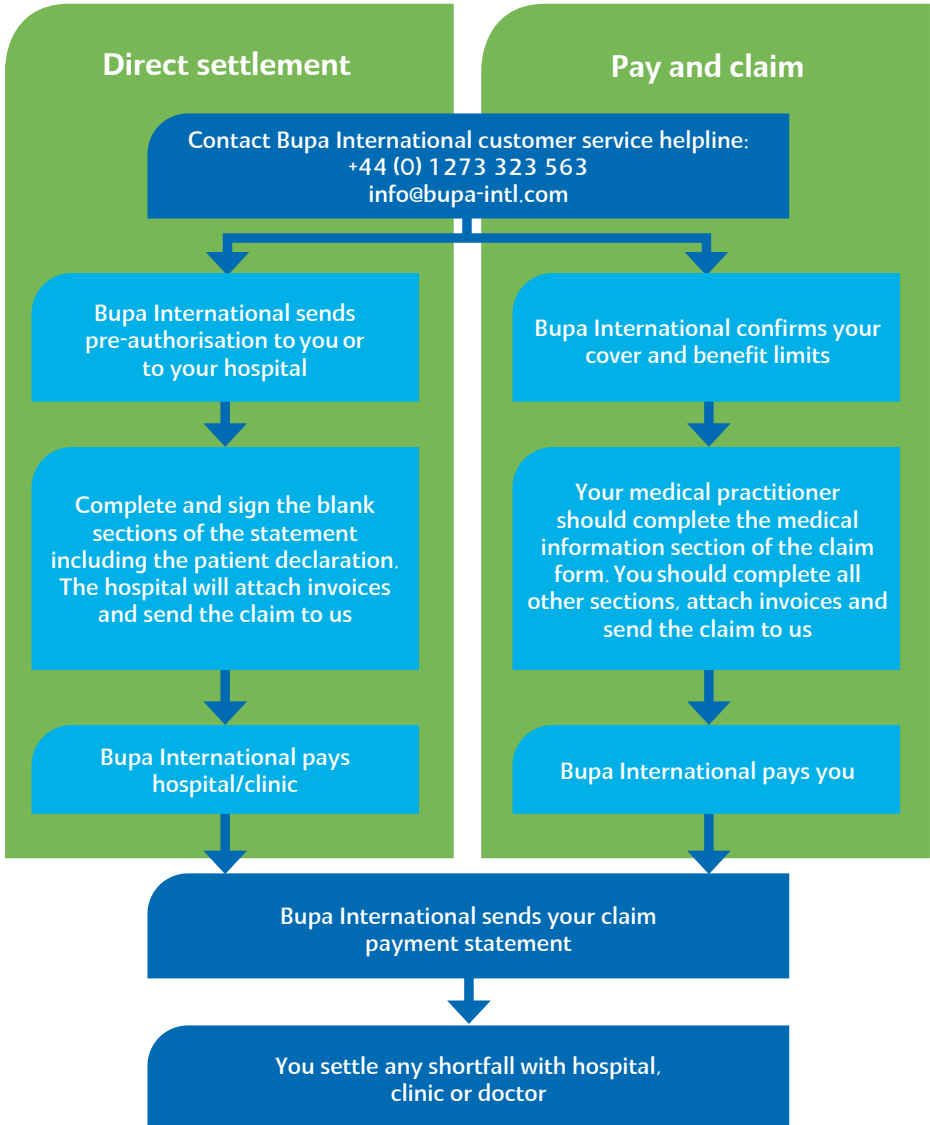 Direct settlement
Pay and claim
Contact Bupa International customer service helpline:
+44 (0) 1273 323 563
info@bupa-intl.com
Bupa International sends
pre-authorisation to you or
to your hospital
Bupa International confirms your
cover and benefit limits
Complete and sign the blank
sections of the statement
including the patient declaration.
The hospital will attach invoices
and send the claim to us
Your medical practitioner
should complete the medical
information section of the claim
form. You should complete all
other sections, attach invoices and
send the claim to us
Bupa International pays
hospital/clinic
Bupa International pays you
Bupa International sends your claim
payment statement
You settle any shortfall with hospital,
clinic or doctor